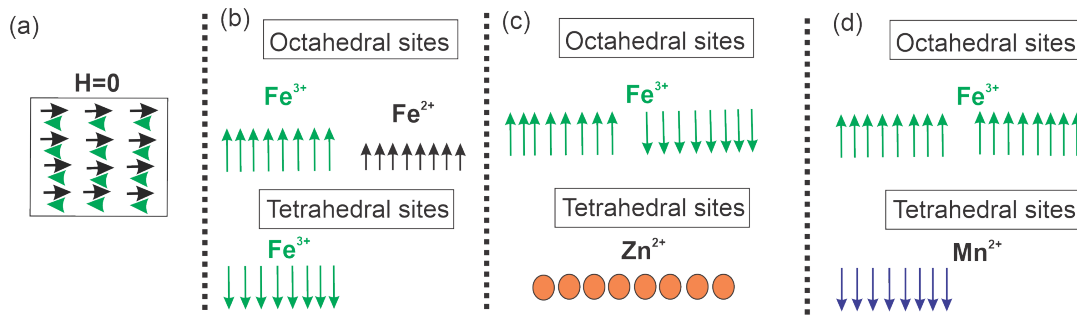 (a)
H=0
(b)
Octahedral sites
Fe³⁺
Fe²⁺
Tetrahedral sites
Fe³⁺
(c)
Octahedral sites
Fe³⁺
Tetrahedral sites
Zn²⁺
(d)
Octahedral sites
Fe³⁺
Tetrahedral sites
Mn²⁺